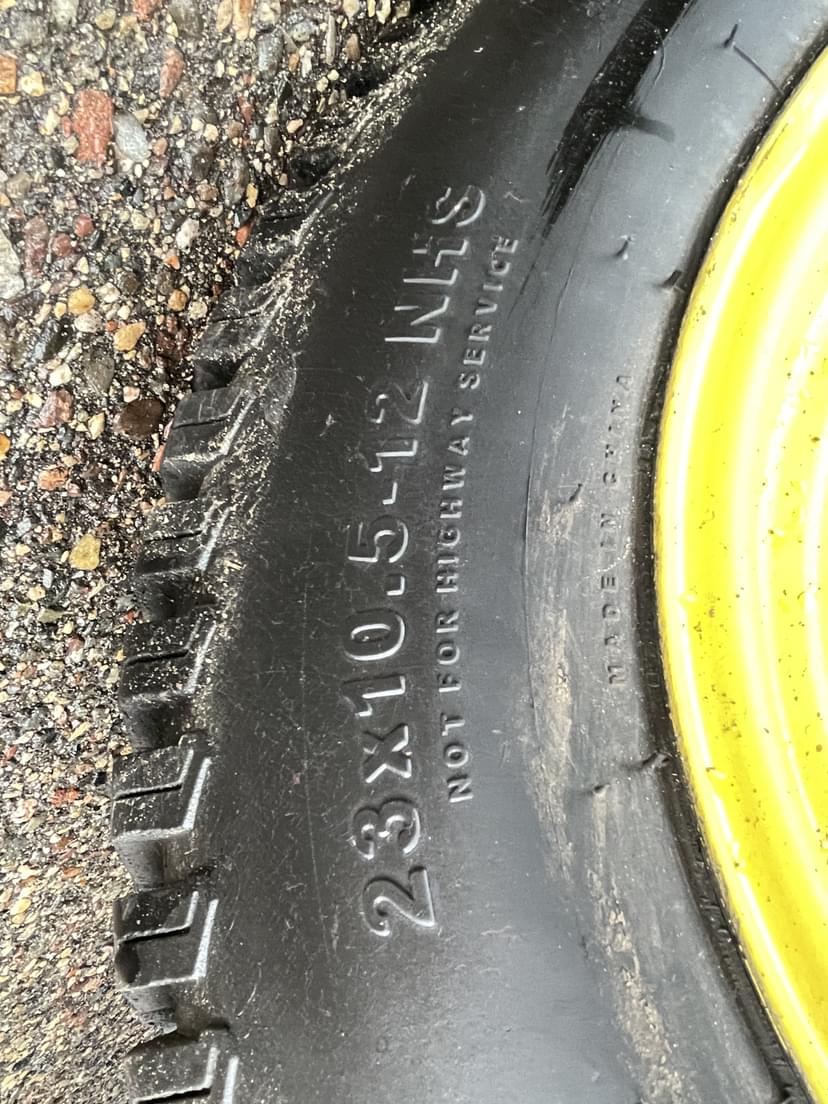 23x10.5-12 NHS
NOT FOR HIGHWAY SERVICE
MADE IN CHINA